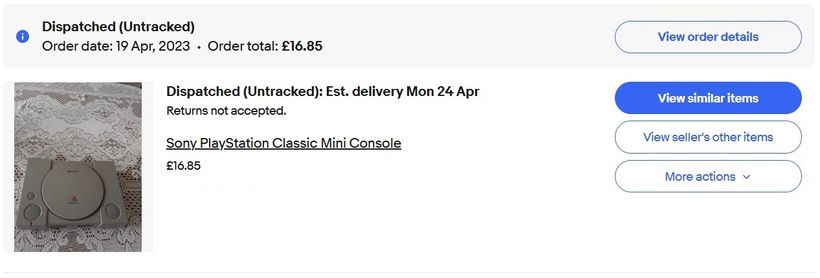 Dispatched (Untracked)
Order date: 19 Apr, 2023 • Order total: £16.85
View order details
Dispatched (Untracked): Est. delivery Mon 24 Apr
Returns not accepted.
Sony PlayStation Classic Mini Console
£16.85
View similar items
View seller's other items
More actions